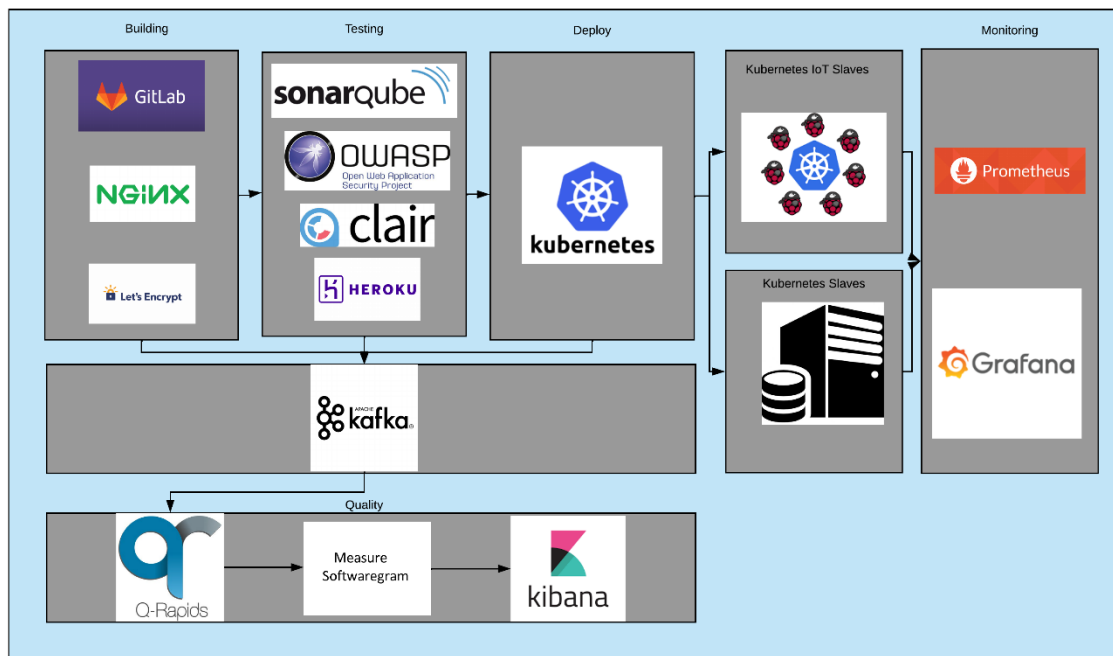 Building
Testing
Deploy
Monitoring
GitLab
NGiNX
Let's Encrypt
sonarqube
OWASP
Open Web Application
Security Project
clair
HEROKU
kubernetes
Kubernetes IoT Slaves
Kubernetes Slaves
Prometheus
Grafana
APACHE
kafka
Quality
Q-Rapids
Measure
Softwaregram
kibana